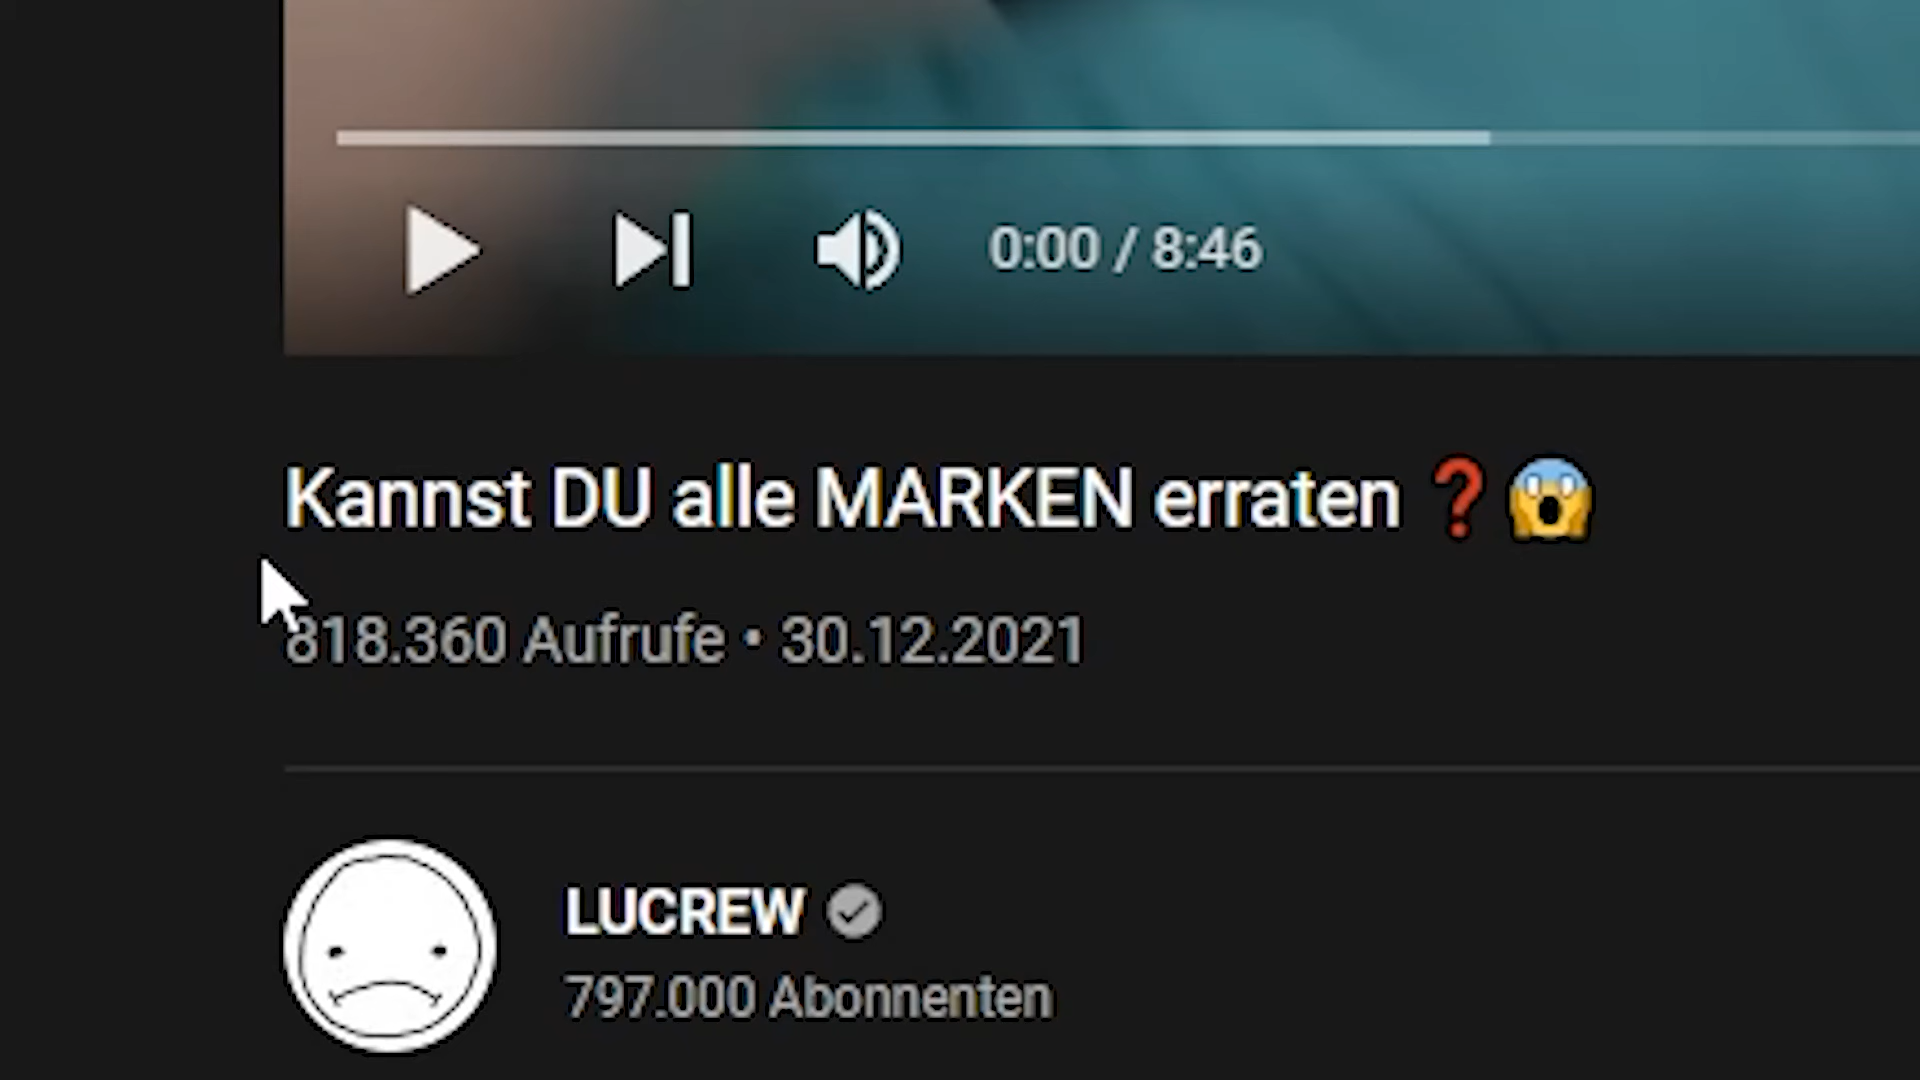 0:00 / 8:46
Kannst DU alle MARKEN erraten ❓😱
818.360 Aufrufe • 30.12.2021
LUCREW
797.000 Abonnenten